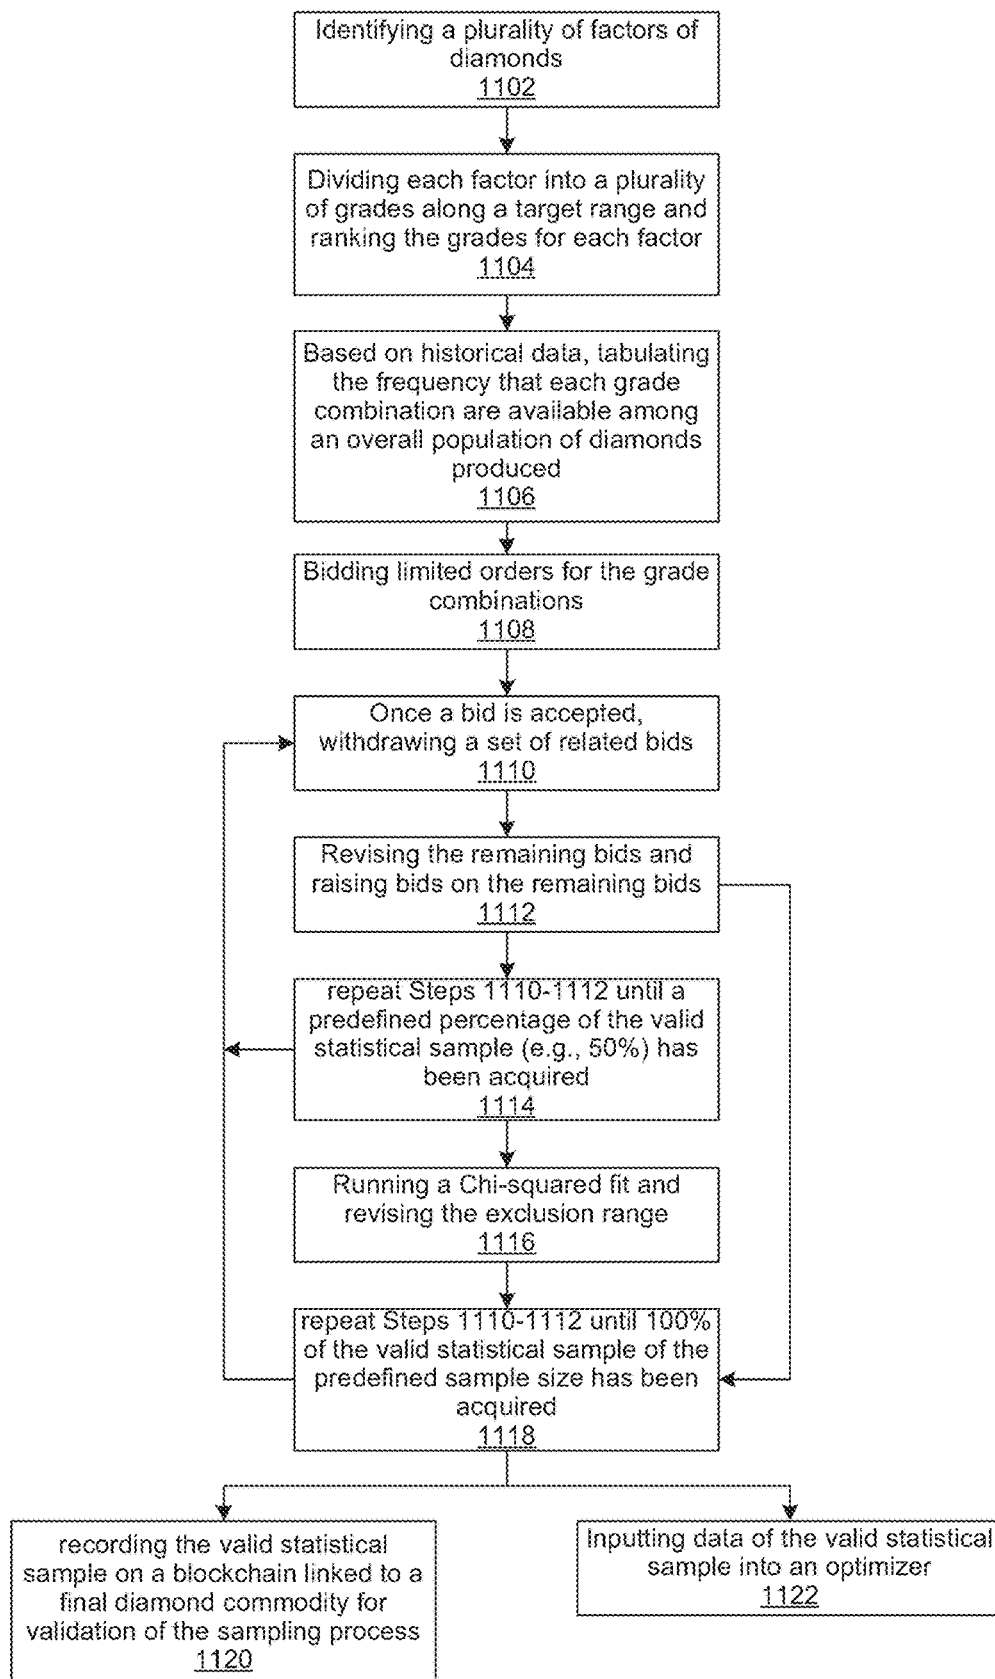 Identifying a plurality of factors of
diamonds
1102
Dividing each factor into a plurality
of grades along a target range and
ranking the grades for each factor
1104
Based on historical data, tabulating
the frequency that each grade
combination are available among
an overall population of diamonds
produced
1106
Bidding limited orders for the grade
combinations
1108
Once a bid is accepted,
withdrawing a set of related bids
1110
Revising the remaining bids and
raising bids on the remaining bids
1112
repeat Steps 1110-1112 until a
predefined percentage of the valid
statistical sample (e.g., 50%) has
been acquired
1114
Running a Chi-squared fit and
revising the exclusion range
1116
repeat Steps 1110-1112 until 100%
of the valid statistical sample of the
predefined sample size has been
acquired
1118
recording the valid statistical
sample on a blockchain linked to a
final diamond commodity for
validation of the sampling process
1120
Inputting data of the valid statistical
sample into an optimizer
1122